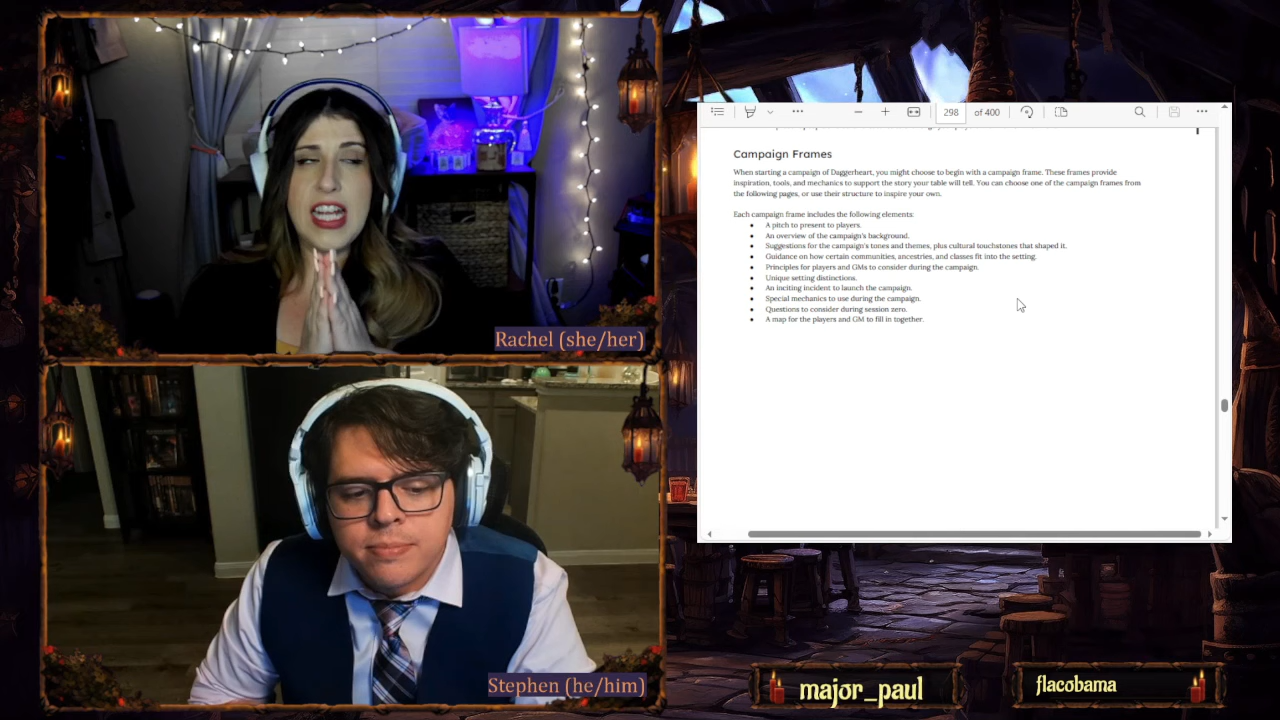 Rachel (she/her)
Stephen (he/him)
298 of 400
Campaign Frames
When starting a campaign of Daggerheart, you might choose to begin with a campaign frame. These frames provide
inspiration, tools, and mechanics to support the story your table will tell. You can choose one of the campaign frames from
the following pages, or use their structure to inspire your own.
Each campaign frame includes the following elements:
● A pitch to present to players.
● An overview of the campaign's background.
● Suggestions for the campaign's tones and themes, plus cultural touchstones that shaped it.
● Guidance on how certain communities, ancestries, and classes fit into the setting.
● Principles for players and GMs to consider during the campaign.
● Unique setting distinctions.
● An inciting incident to launch the campaign.
● Special mechanics to use during the campaign.
● Questions to consider during session zero.
● A map for the players and GM to fill in together.
major_paul
flacobama